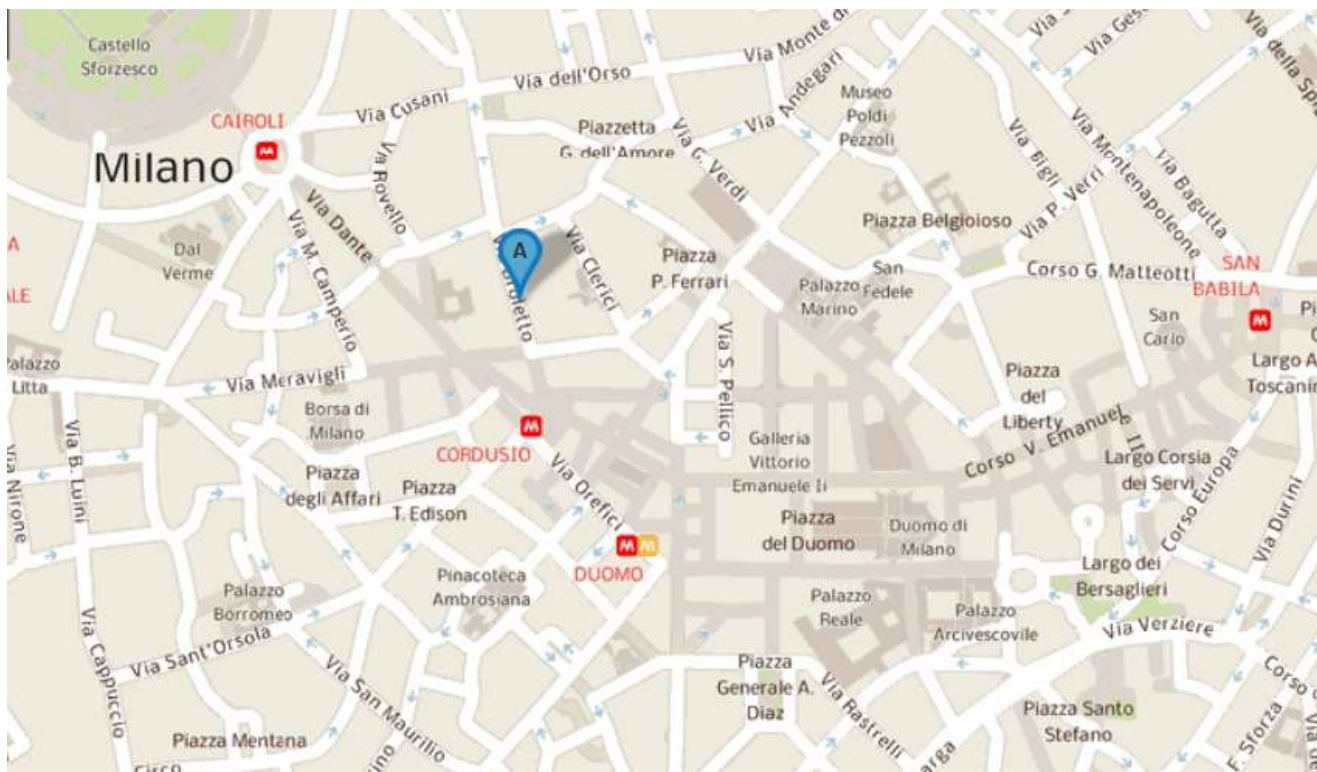 Castello
Sforzesco
Via dell'Orso
Via Monte di
Via Cusani
Via Andegari
Museo
Poldi
Pezzoli
CAIROLI
Milano
Piazzetta
G. dell'Amore
Via G. Verdi
Via Rovello
Via Bigli
Via Montenapoleone
Via Bagutta
Via della
Via P. Verri
Via Dante
Via M. Camperio
Dal
Verme
A
Via Clerici
Piazza
P. Ferrari
Piazza Belgioioso
San
Fedele
Palazzo
Marino
Corso G. Matteotti
SAN
BABILA
San
Carlo
Largo A
Toscanin
Palazzo
Litta
Via Meravigli
Via S. Pellico
Piazza
del
Liberty
Borsa di
Milano
CORDUSIO
Via B. Luini
Via Nirone
Piazza
degli Affari
Piazza
T. Edison
Via Orefici
Galleria
Vittorio
Emanuele Ii
Corso V. Emanuele II
Largo Corsia
dei Servi
Corso Europa
Via Durini
Piazza
del Duomo
Duomo di
Milano
DUOMO
Pinacoteca
Ambrosiana
Palazzo
Borromeo
Largo dei
Bersaglieri
Palazzo
Reale
Palazzo
Arcivescovile
Via Verziere
Via Sant'Orsola
Via Cappuccio
Via San Maurilio
Piazza
Generale A.
Diaz
Via Rastrelli
Piazza Santo
Stefano
F. Sforza
Piazza Mentana